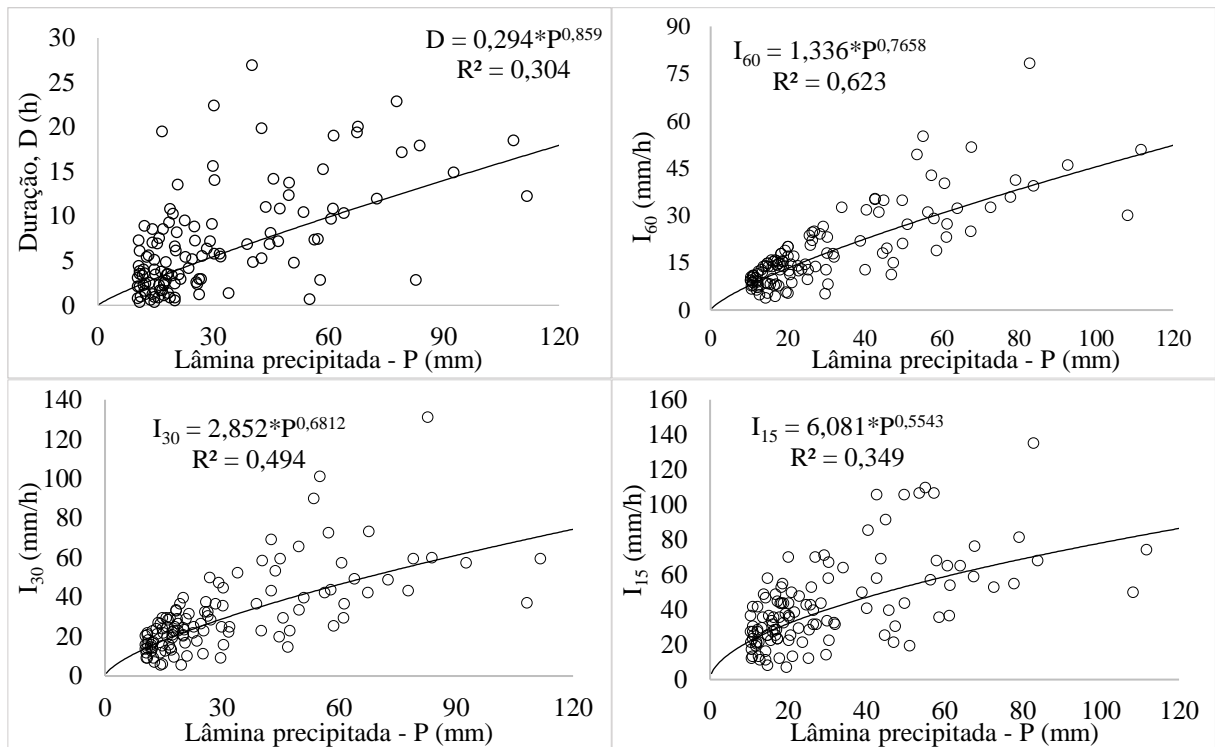 D = 0,294*P^0,859
R² = 0,304
30
25
20
15
10
5
0
Duração, D (h)
0 30 60 90 120
Lâmina precipitada - P (mm)
I₆₀ = 1,336*P^0,7658
R² = 0,623
90
75
60
45
30
15
0
I₆₀ (mm/h)
0 20 40 60 80 100 120
Lâmina precipitada - P (mm)
I₃₀ = 2,852*P^0,6812
R² = 0,494
140
120
100
80
60
40
20
0
I₃₀ (mm/h)
0 30 60 90 120
Lâmina precipitada - P (mm)
I₁₅ = 6,081*P^0,5543
R² = 0,349
160
140
120
100
80
60
40
20
0
I₁₅ (mm/h)
0 20 40 60 80 100 120
Lâmina precipitada - P (mm)